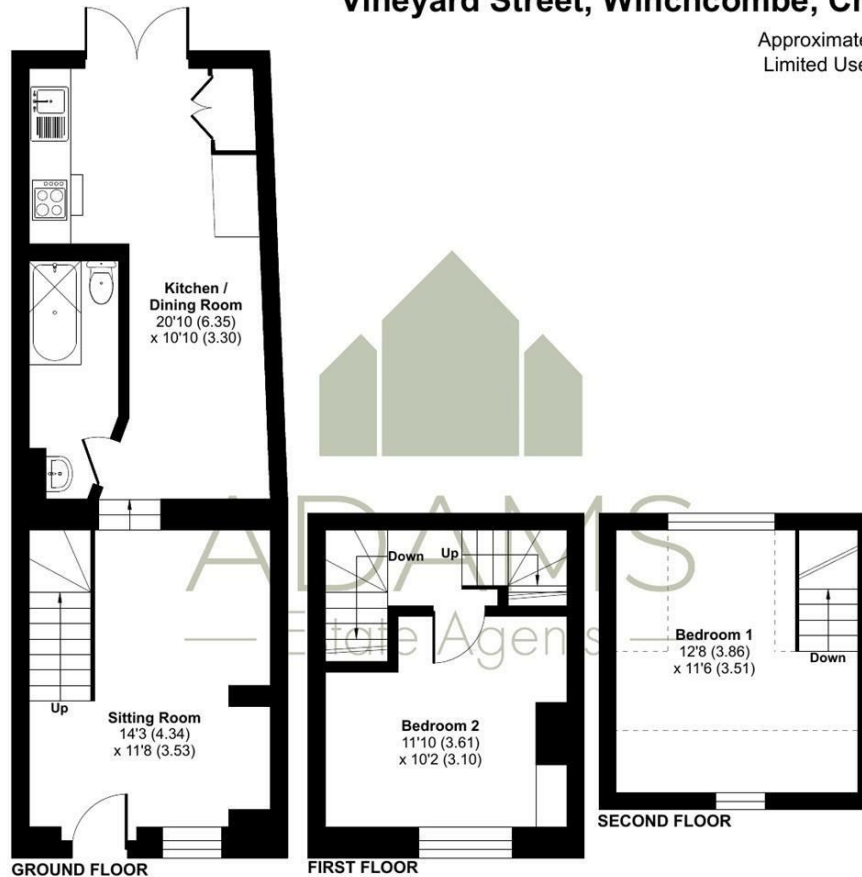 Vineyard Street, Winchcombe, Ch
Approximate
Limited Use
Kitchen /
Dining Room
20'10 (6.35)
x 10'10 (3.30)
Up
Sitting Room
14'3 (4.34)
x 11'8 (3.53)
GROUND FLOOR
ADAMS
Estate Agents
Down
Up
Bedroom 2
11'10 (3.61)
x 10'2 (3.10)
FIRST FLOOR
Bedroom 1
12'8 (3.86)
x 11'6 (3.51)
Down
SECOND FLOOR